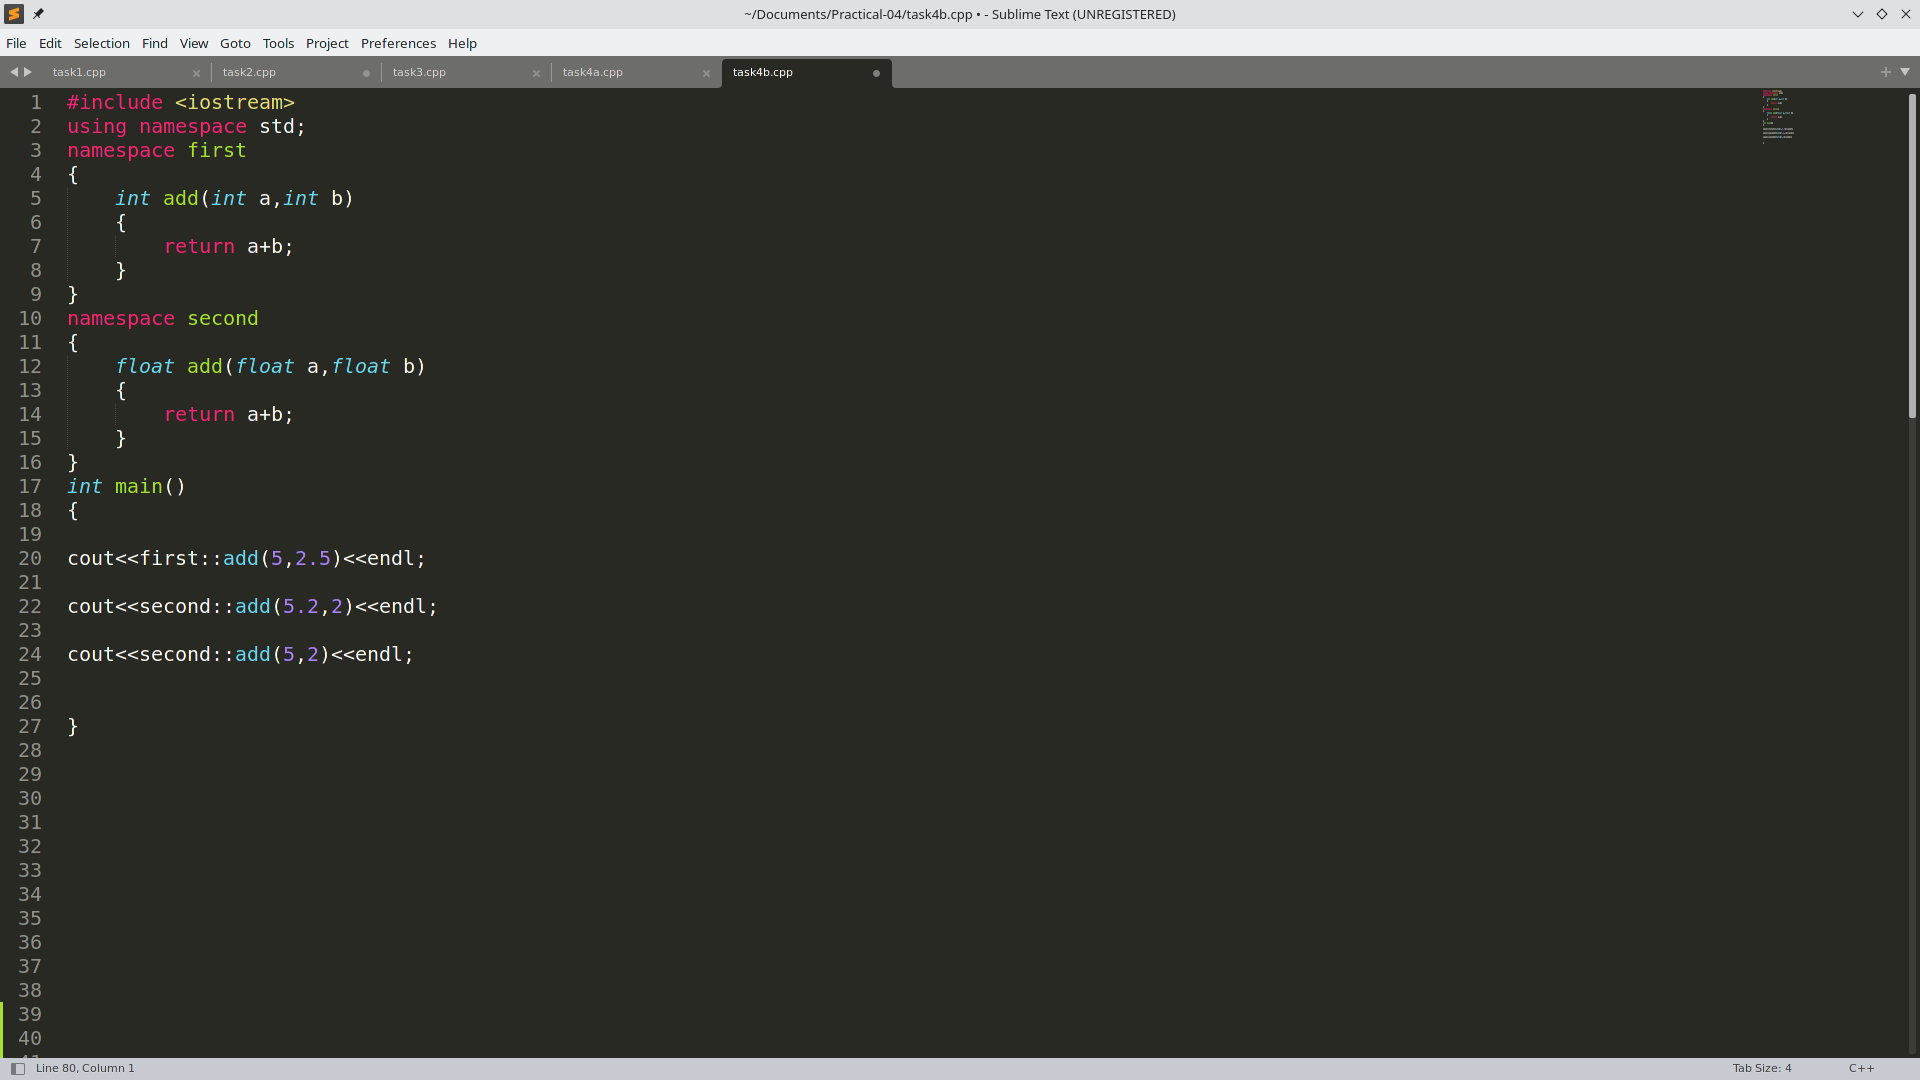 ~/Documents/Practical-04/task4b.cpp • - Sublime Text (UNREGISTERED)
File Edit Selection Find View Goto Tools Project Preferences Help
task1.cpp task2.cpp task3.cpp task4a.cpp task4b.cpp
1 #include <iostream>
2 using namespace std;
3 namespace first
4 {
5     int add(int a,int b)
6     {
7         return a+b;
8     }
9 }
10 namespace second
11 {
12     float add(float a,float b)
13     {
14         return a+b;
15     }
16 }
17 int main()
18 {
19
20 cout<<first::add(5,2.5)<<endl;
21
22 cout<<second::add(5.2,2)<<endl;
23
24 cout<<second::add(5,2)<<endl;
25
26
27 }
28
29
30
31
32
33
34
35
36
37
38
39
40
41
Line 80, Column 1 Tab Size: 4 C++